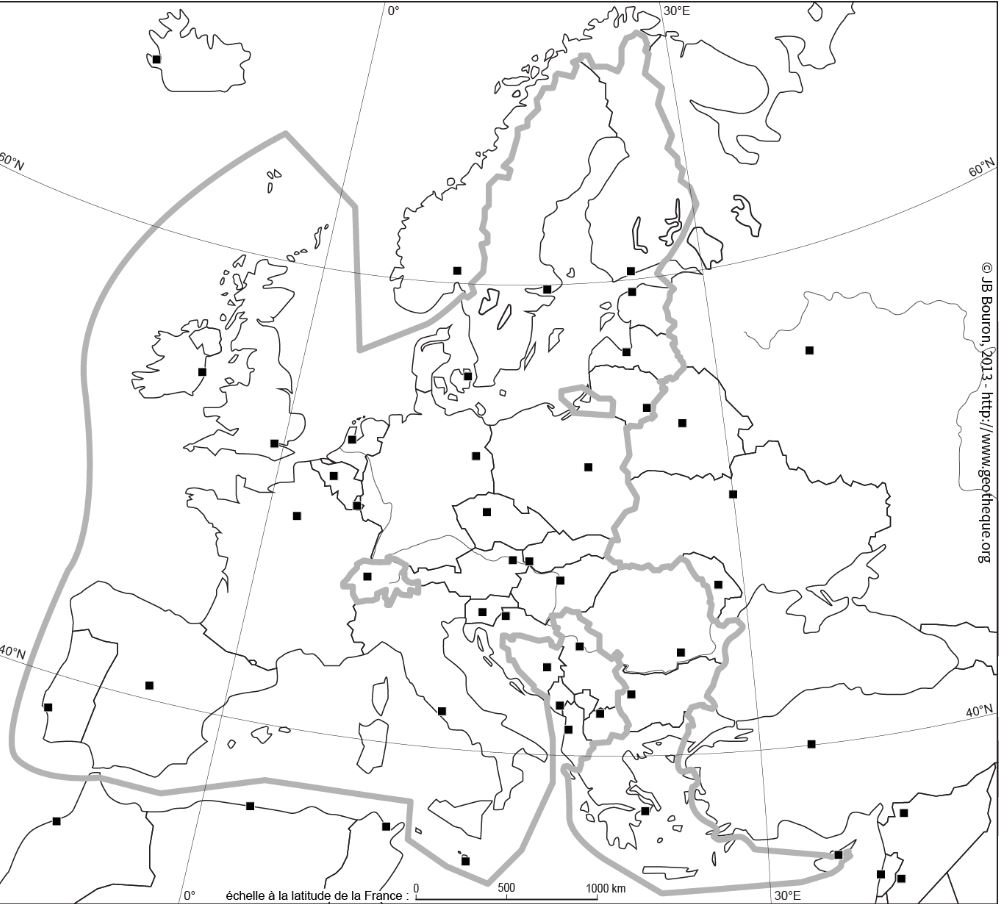 0°
30°E
60°N
60°N
© JB Bouron, 2013 - http://www.geotheque.org
40°N
40°N
échelle à la latitude de la France :
0
500
1000 km
0°
30°E